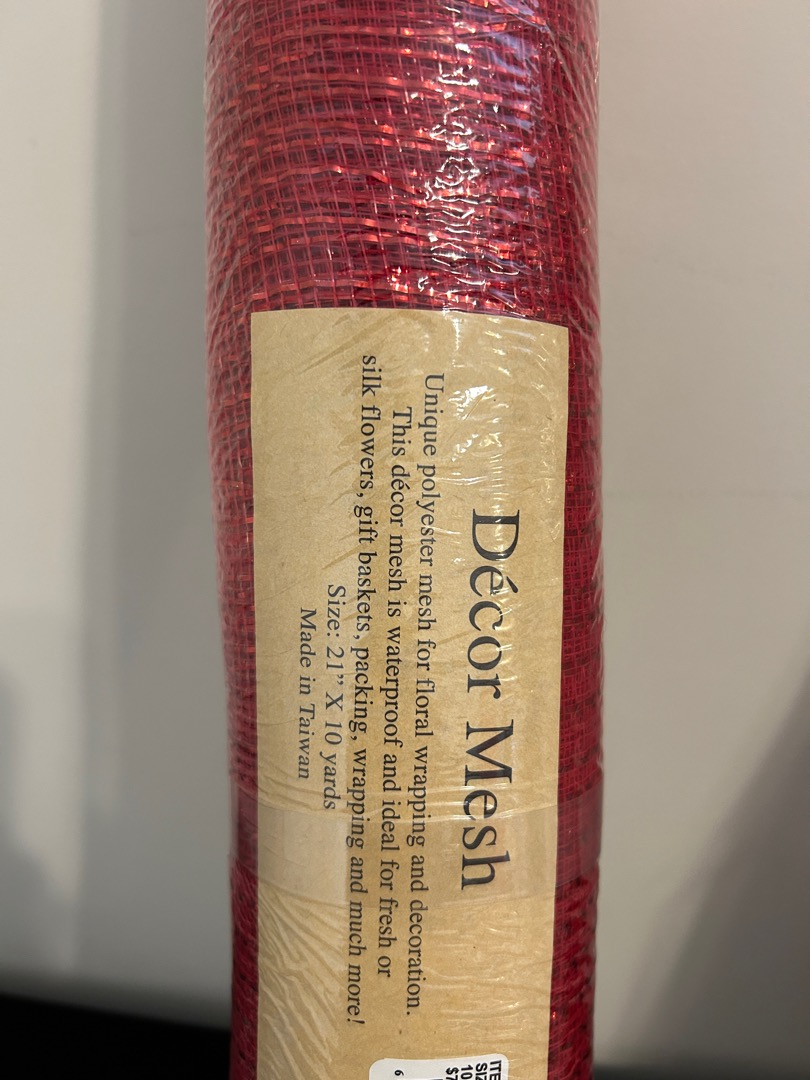 Décor Mesh
Unique polyester mesh for floral wrapping and decoration.
This décor mesh is waterproof and ideal for fresh or
silk flowers, gift baskets, packing, wrapping and much more!
Size: 21” X 10 yards
Made in Taiwan